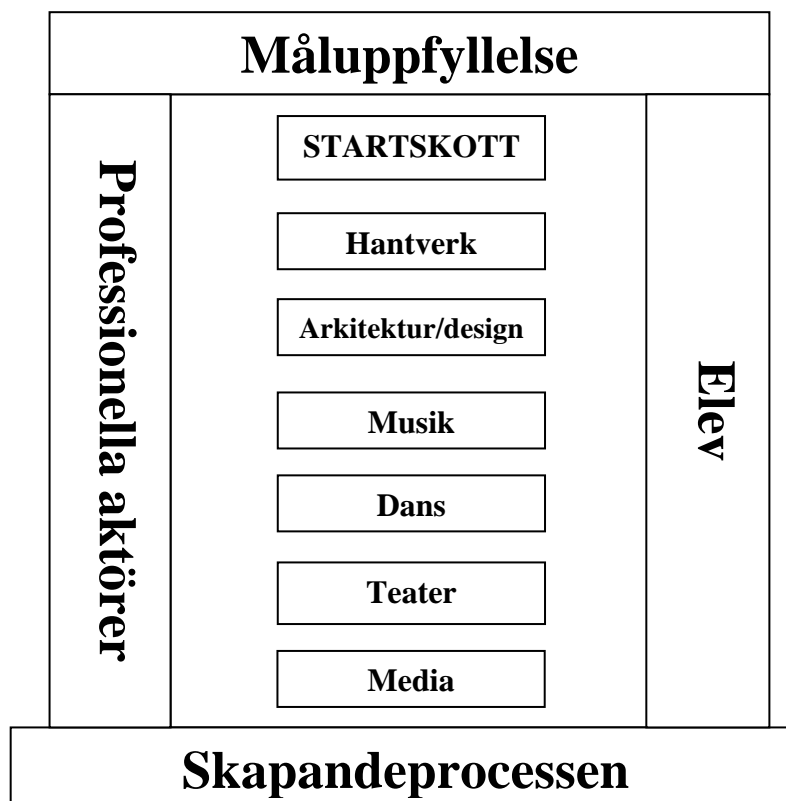 Måluppfyllelse
Professionella aktörer
STARTSKOTT
Hantverk
Arkitektur/design
Musik
Dans
Teater
Media
Elev
Skapandeprocessen